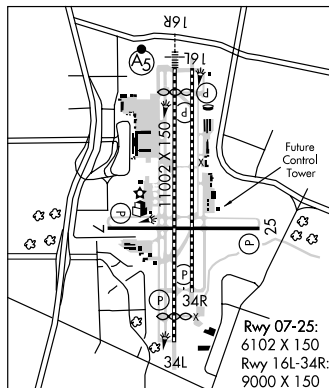 16R
A5
16L
P
P
11002 X 150
Future
Control
Tower
P
7
25
P
P
P
34R
X
34L
Rwy 07-25:
6102 X 150
Rwy 16L-34R:
9000 X 150